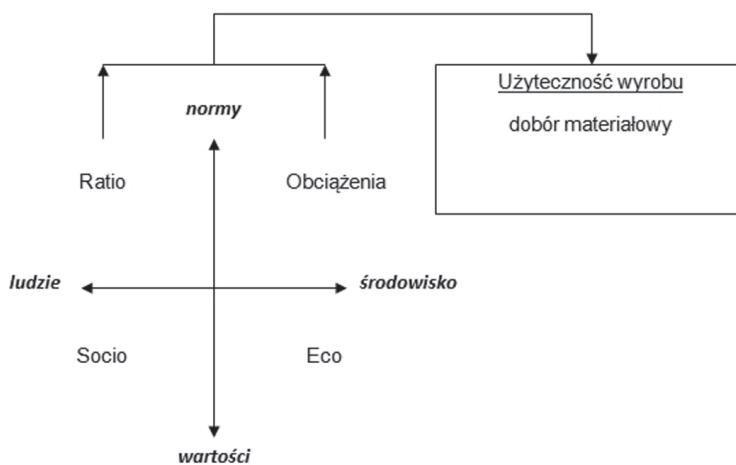 Użyteczność wyrobu
dobór materiałowy
normy
Ratio
Obciążenia
ludzie
środowisko
Socio
Eco
wartości